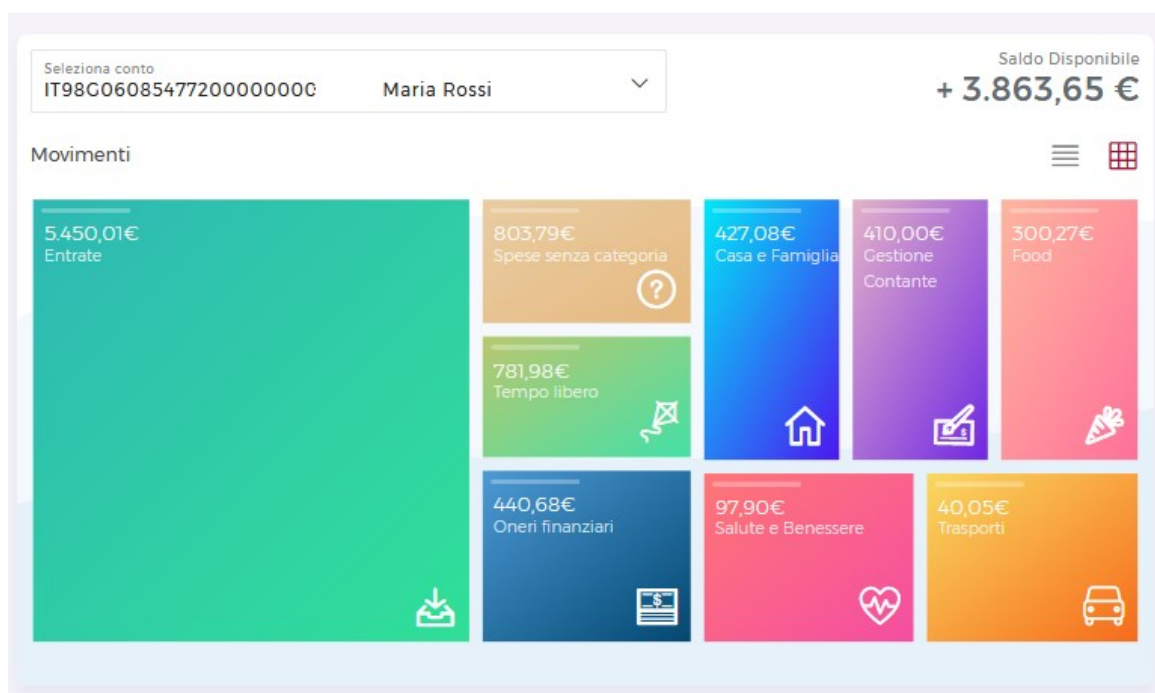 Seleziona conto
IT98G0608547720000000000 Maria Rossi
Saldo Disponibile
+ 3.863,65 €
Movimenti
5.450,01€
Entrate
803,79€
Spese senza categoria
?
781,98€
Tempo libero
440,68€
Oneri finanziari
$
427,08€
Casa e Famiglia
410,00€
Gestione
Contante
$
300,27€
Food
97,90€
Salute e Benessere
40,05€
Trasporti